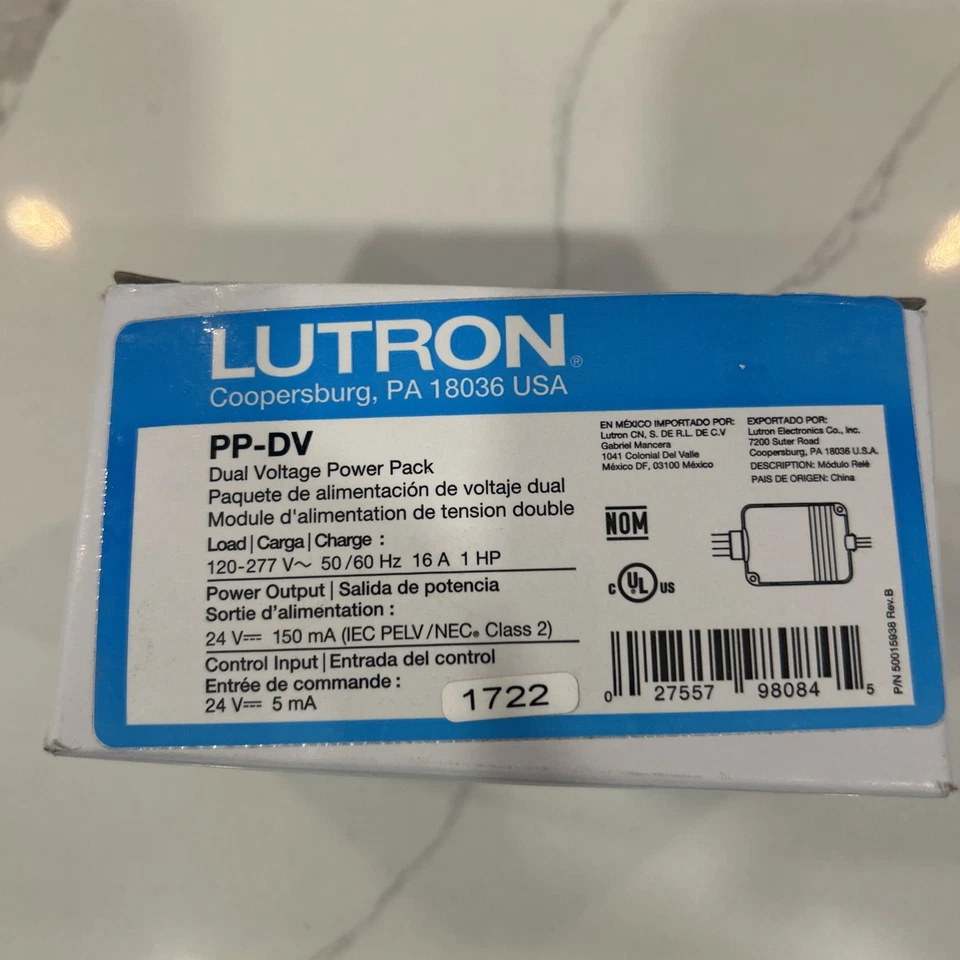 LUTRON®
Coopersburg, PA 18036 USA
PP-DV
Dual Voltage Power Pack
Paquete de alimentación de voltaje dual
Module d'alimentation de tension double
Load | Carga | Charge :
120-277 V~ 50/60 Hz 16 A 1 HP
Power Output | Salida de potencia
Sortie d'alimentation :
24 V⎓ 150 mA (IEC PELV/NEC® Class 2)
Control Input | Entrada del control
Entrée de commande :
24 V⎓ 5 mA
1722
EN MÉXICO IMPORTADO POR:
Lutron CN, S. DE R.L. DE C.V
Gabriel Mancera
1041 Colonial Del Valle
México DF, 03100 México
EXPORTADO POR:
Lutron Electronics Co., Inc.
7200 Suter Road
Coopersburg, PA 18036 U.S.A.
DESCRIPTION: Módulo Relé
PAIS DE ORIGEN: China
NOM
C UL US
0 27557 98084 5
P/N 50015938 Rev.B